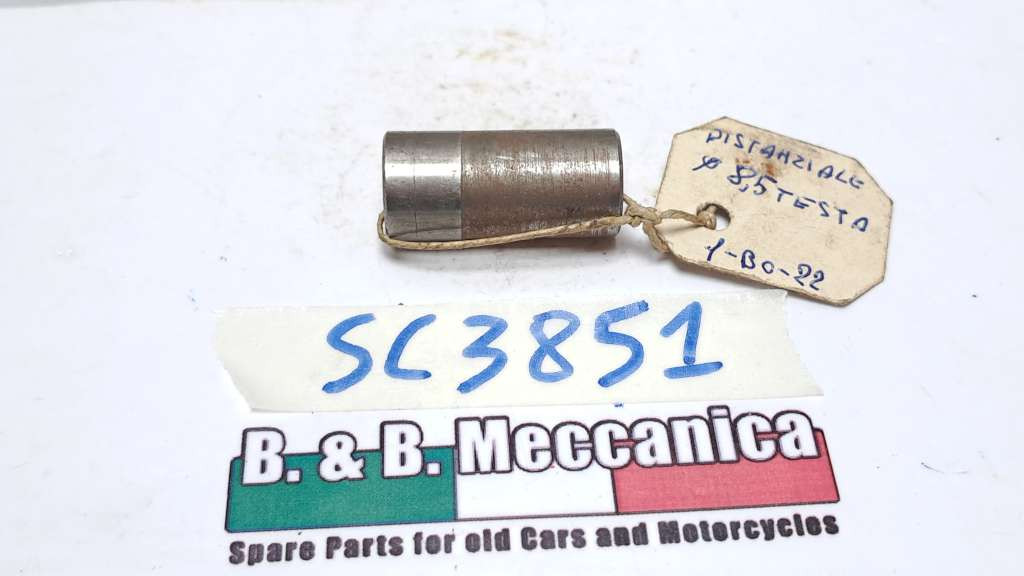 DISTANZIALE
ø 8,5 TESTA
1-BO-22
SC3851
B. & B. Meccanica
Spare Parts for old Cars and Motorcycles